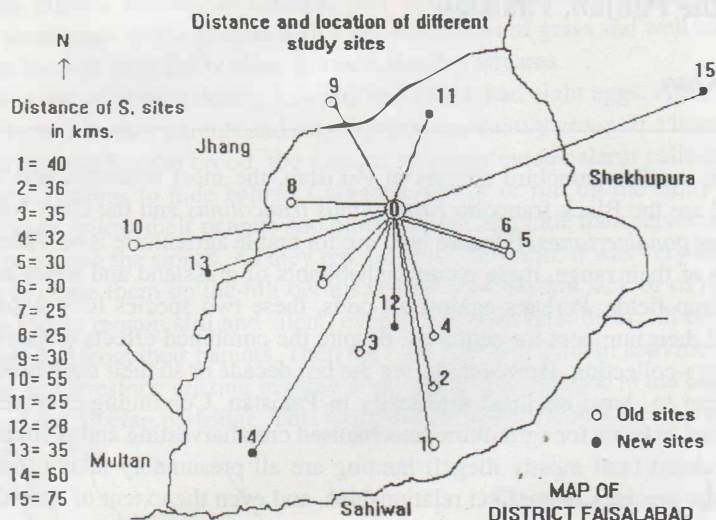 Distance and location of different
study sites
N
Distance of S. sites
in kms.
1= 40
2= 36
3= 35
4= 32
5= 30
6= 30
7= 25
8= 25
9= 30
10= 55
11= 25
12= 28
13= 35
14= 60
15= 75
9
11
15
Jhang
Shekhupura
8
0
10
6
5
13
12
4
3
2
1
14
Old sites
New sites
Multan
Sahiwal
MAP OF
DISTRICT FAISALABAD